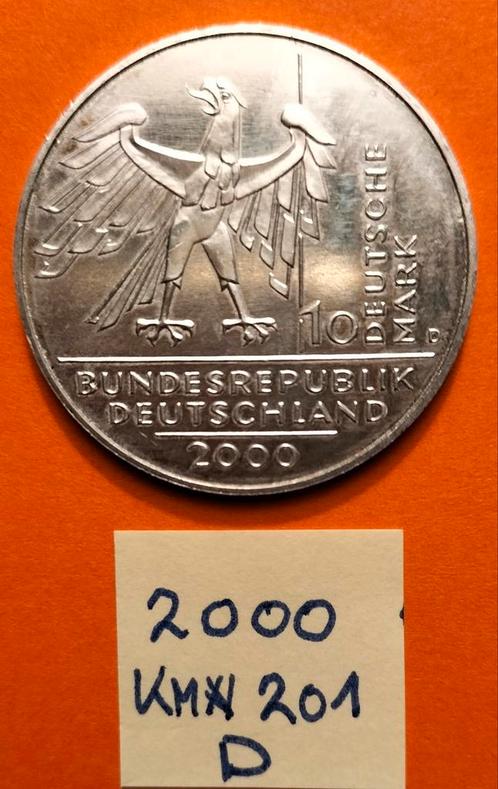 10
DEUTSCHE
MARK
D
BUNDESREPUBLIK
DEUTSCHLAND
2000
2000
KM# 201
D